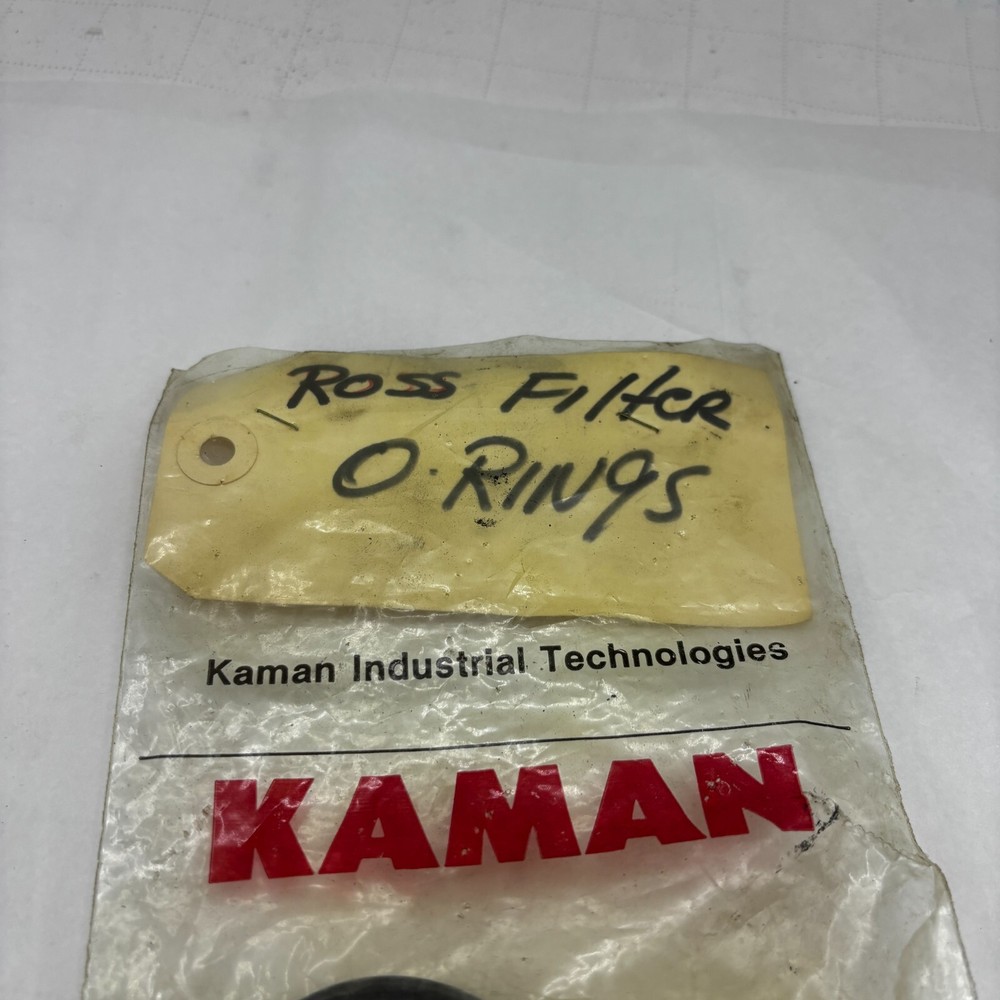 Ross Filter
O-Rings
Kaman Industrial Technologies
KAMAN